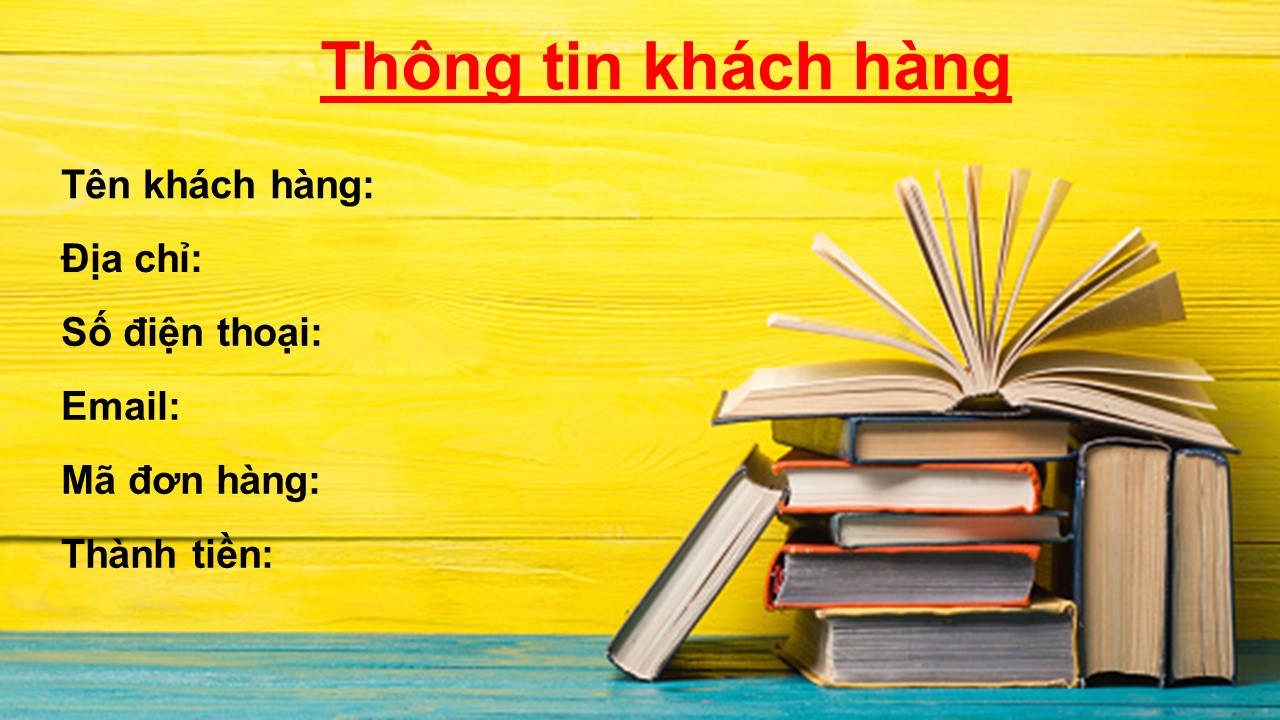 Thông tin khách hàng
Tên khách hàng:
Địa chỉ:
Số điện thoại:
Email:
Mã đơn hàng:
Thành tiền: